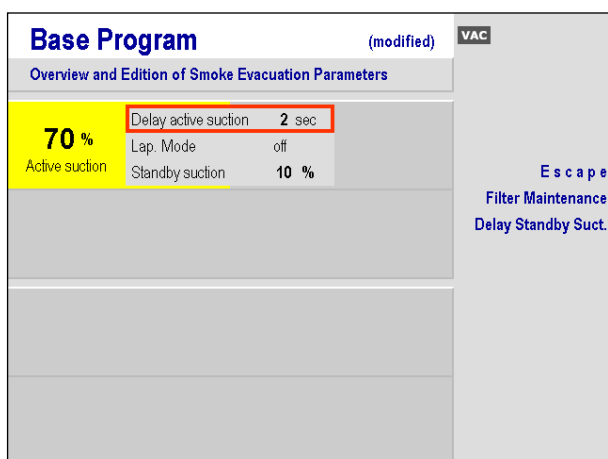 Base Program (modified)
VAC
Overview and Edition of Smoke Evacuation Parameters
70 %
Active suction
Delay active suction 2 sec
Lap. Mode off
Standby suction 10 %
Escape
Filter Maintenance
Delay Standby Suct.